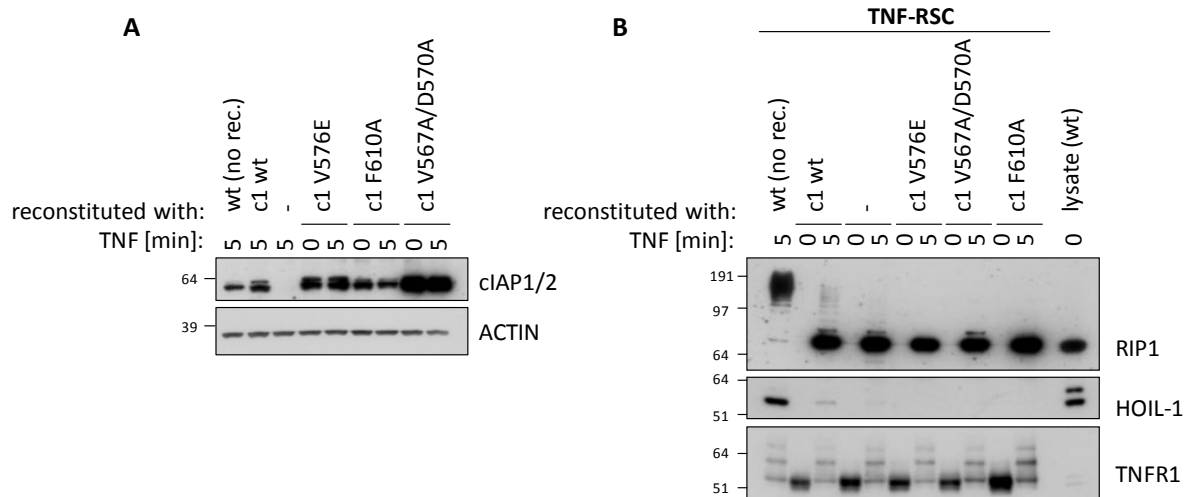 A
wt (no rec.)
c1 wt
-
c1 V576E
c1 F610A
c1 V567A/D570A
reconstituted with:
TNF [min]: 5 5 5 0 5 0 5 0 5
64 cIAP1/2
39 ACTIN
B
TNF-RSC
wt (no rec.)
c1 wt
-
c1 V576E
c1 V567A/D570A
c1 F610A
lysate (wt)
reconstituted with:
TNF [min]: 5 0 5 0 5 0 5 0 5 0 5 0
191
97
64
RIP1
64
51
HOIL-1
64
51
TNFR1